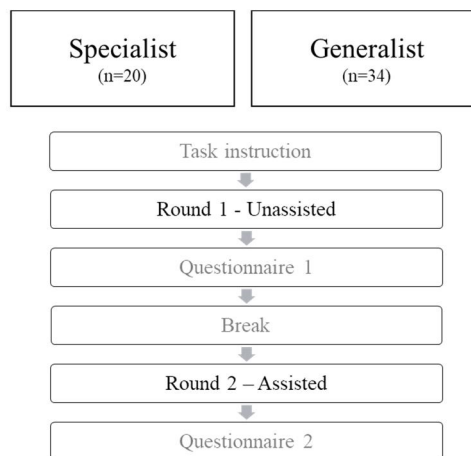 Specialist
(n=20)
Generalist
(n=34)
Task instruction
Round 1 - Unassisted
Questionnaire 1
Break
Round 2 – Assisted
Questionnaire 2